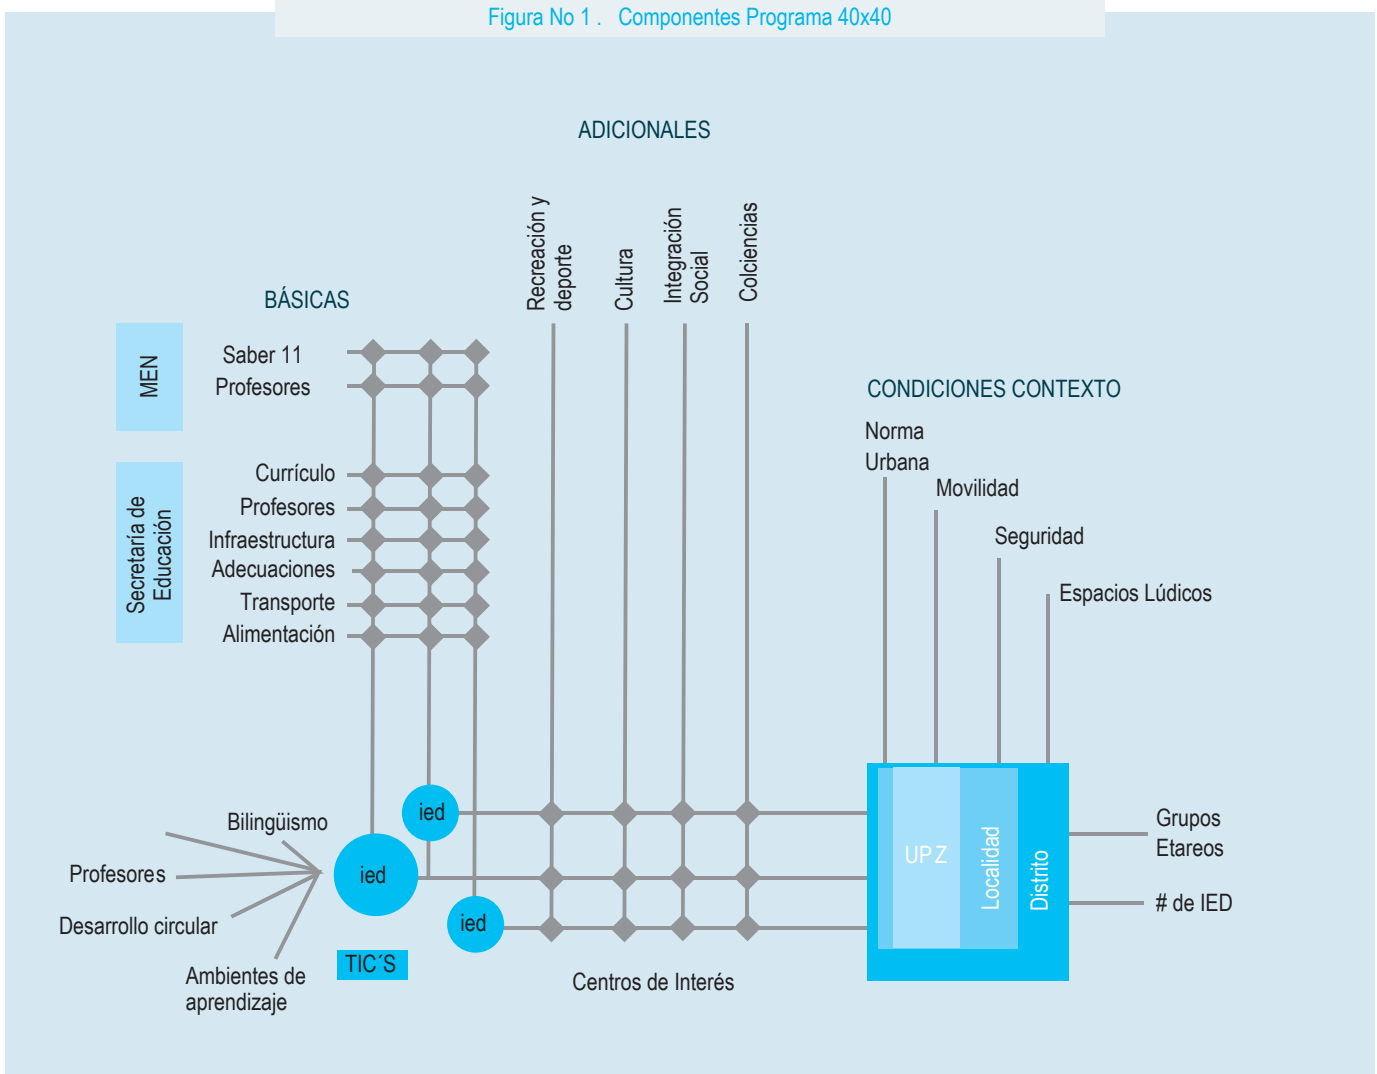 Figura No 1 . Componentes Programa 40x40
ADICIONALES
Recreación y
deporte
Cultura
Integración
Social
Colciencias
BÁSICAS
MEN
Saber 11
Profesores
Secretaría de
Educación
Currículo
Profesores
Infraestructura
Adecuaciones
Transporte
Alimentación
CONDICIONES CONTEXTO
Norma
Urbana
Movilidad
Seguridad
Espacios Lúdicos
Bilingüismo
Profesores
Desarrollo circular
Ambientes de
aprendizaje
ied
ied
ied
TIC´S
Centros de Interés
UPZ
Localidad
Distrito
Grupos
Etareos
# de IED